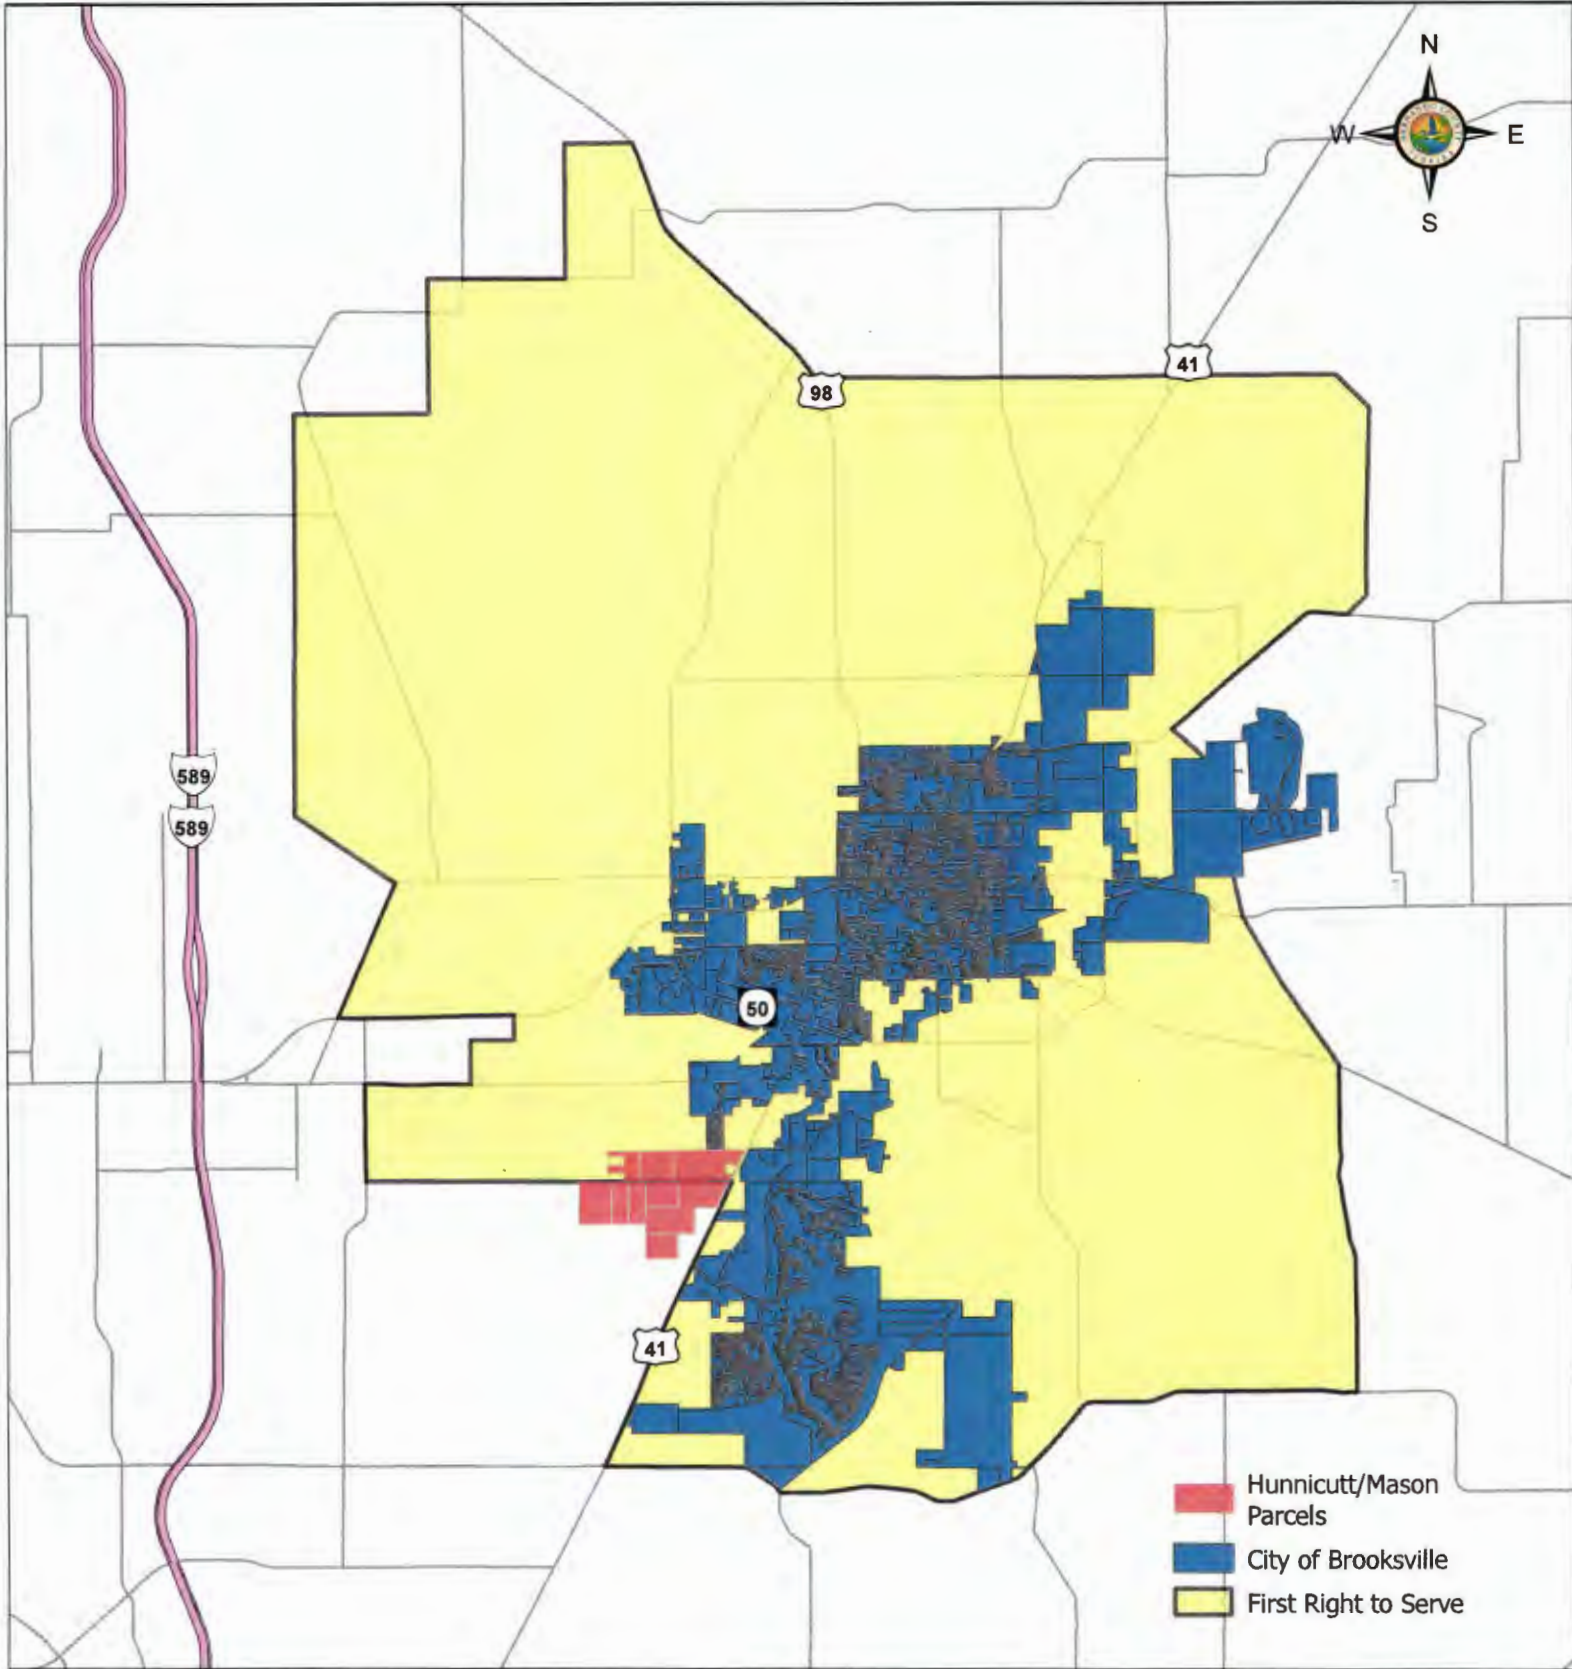 N
W
E
S
41
98
589
589
50
41
Hunnicutt/Mason
Parcels
City of Brooksville
First Right to Serve